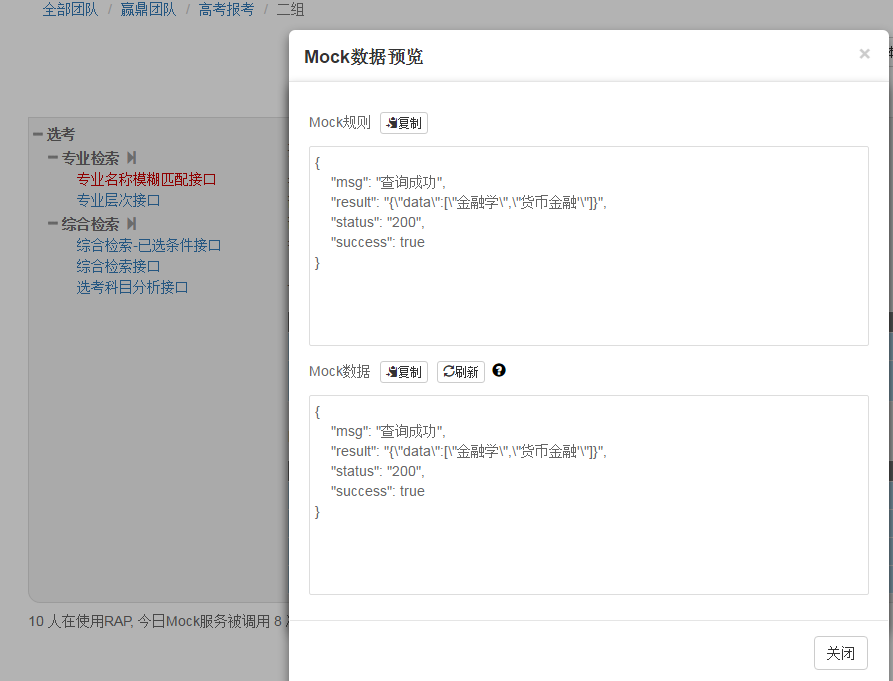 全部团队 / 赢鼎团队 / 高考报考 / 二组
Mock数据预览 ×
选考
专业检索
专业名称模糊匹配接口
专业层次接口
综合检索
综合检索-已选条件接口
综合检索接口
选考科目分析接口
Mock规则 复制
{
"msg": "查询成功",
"result": "{\"data\":[\"金融学\",\"货币金融'\"]}",
"status": "200",
"success": true
}
Mock数据 复制 刷新 ?
{
"msg": "查询成功",
"result": "{\"data\":[\"金融学\",\"货币金融'\"]}",
"status": "200",
"success": true
}
10 人在使用RAP, 今日Mock服务被调用 8
关闭